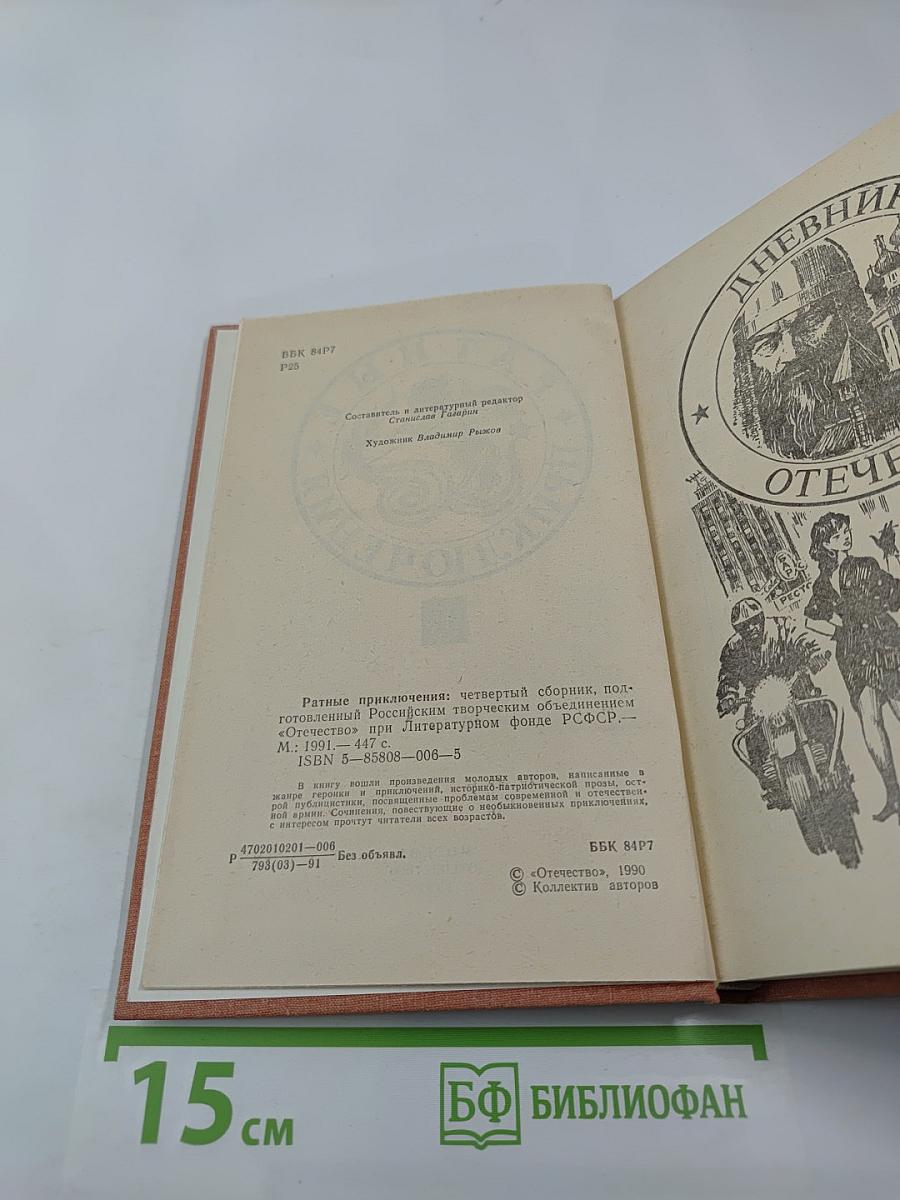 ББК 84Р7
Р25
Составитель и литературный редактор
Станислав Гагарин
Художник Владимир Рыжов
Ратные приключения: четвертый сборник, под-
готовленный Российским творческим объединением
«Отечество» при Литературном фонде РСФСР.—
М.: 1991.— 447 с.
ISBN 5—85808—006—5
В книгу вошли произведения молодых авторов, написанные в
жанре героики и приключений, историко-патриотической прозы, ост-
рой публицистики, посвященные проблемам современной и отечествен-
ной армии. Сочинения, повествующие о необыкновенных приключениях,
с интересом прочтут читатели всех возрастов.
Р 4702010201—006
793(03)—91 Без объявл.
ББК 84Р7
© «Отечество», 1990
© Коллектив авторов
ДНЕВНИК
ОТЕЧЕ
БАР
РЕСТО
15 см
БФ БИБЛИОФАН